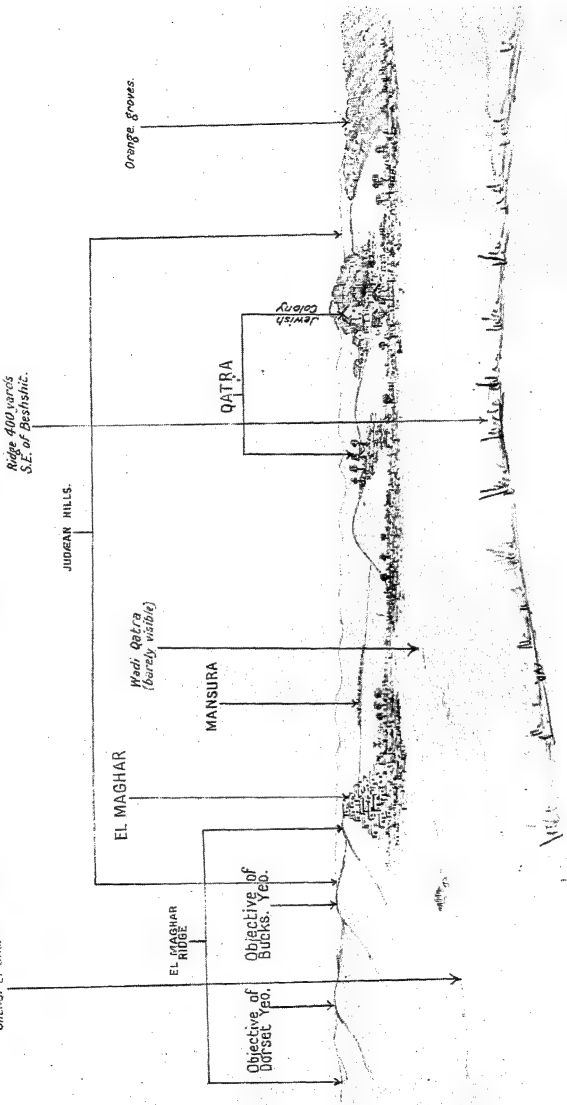 Ridge 400 yards
S.E. of Beshshit.
JUDÆAN HILLS.
Orange groves.
EL MAGHAR
RIDGE
Objective of
Dorset Yeo.
Objective of
Bucks. Yeo.
EL MAGHAR
MANSURA
Wadi Qatra
(barely visible)
QATRA
Jewish
Colony